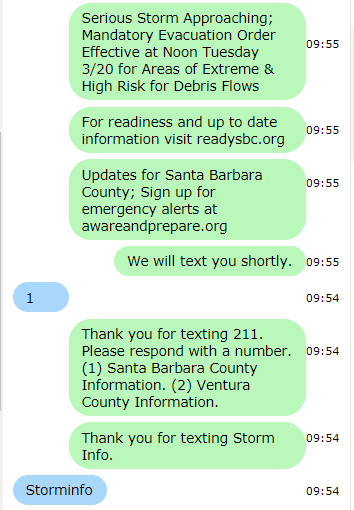 Serious Storm Approaching;
Mandatory Evacuation Order
Effective at Noon Tuesday
3/20 for Areas of Extreme &
High Risk for Debris Flows
09:55
For readiness and up to date
information visit readysbc.org
09:55
Updates for Santa Barbara
County; Sign up for
emergency alerts at
awareandprepare.org
09:55
We will text you shortly.
09:55
1
09:54
Thank you for texting 211.
Please respond with a number.
(1) Santa Barbara County
Information. (2) Ventura
County Information.
09:54
Thank you for texting Storm
Info.
09:54
Storminfo
09:54